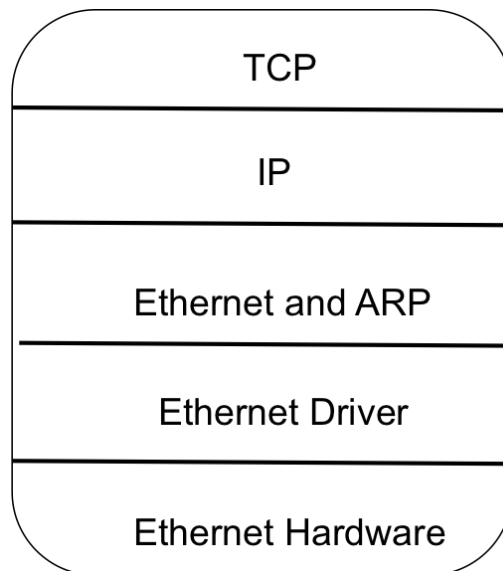 TCP
IP
Ethernet and ARP
Ethernet Driver
Ethernet Hardware